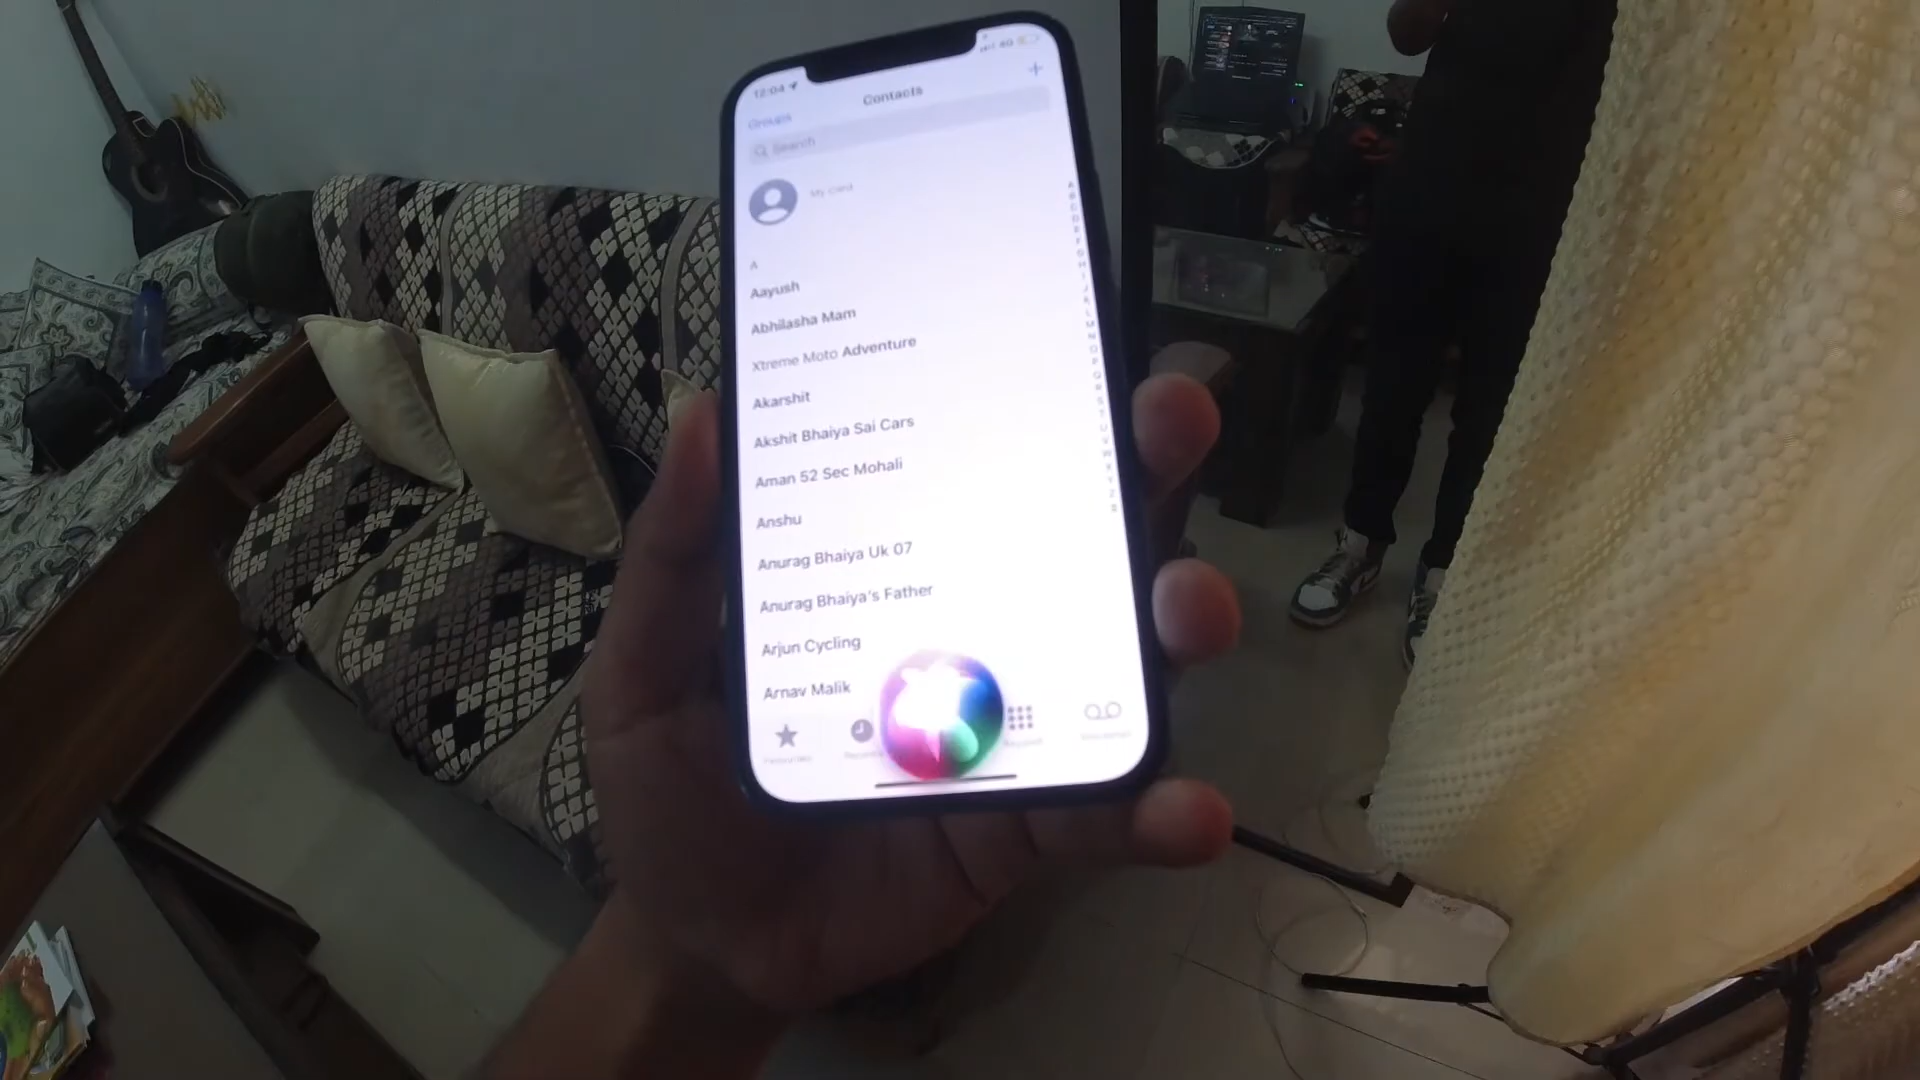 12:04
Contacts
Groups
Search
My Card
A
Aayush
Abhilasha Mam
Xtreme Moto Adventure
Akarshit
Akshit Bhaiya Sai Cars
Aman 52 Sec Mohali
Anshu
Anurag Bhaiya Uk 07
Anurag Bhaiya's Father
Arjun Cycling
Arnav Malik